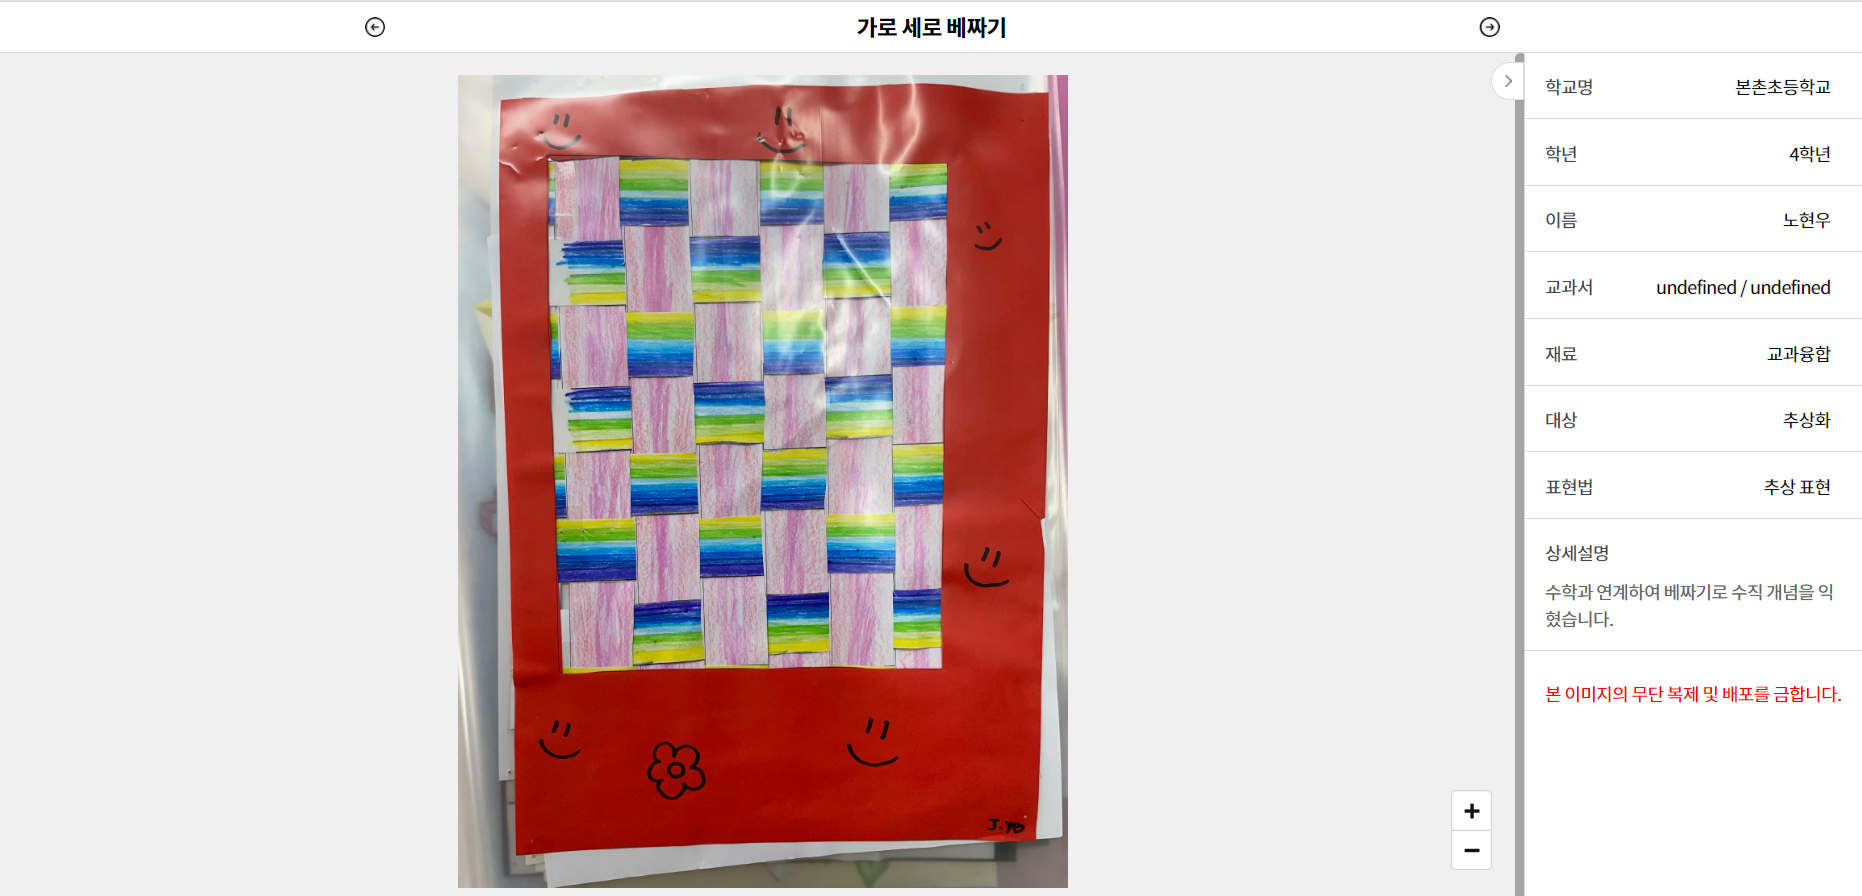 가로 세로 베짜기
학교명 본촌초등학교
학년 4학년
이름 노현우
교과서 undefined / undefined
재료 교과융합
대상 추상화
표현법 추상 표현
상세설명
수학과 연계하여 베짜기로 수직 개념을 익
혔습니다.
본 이미지의 무단 복제 및 배포를 금합니다.